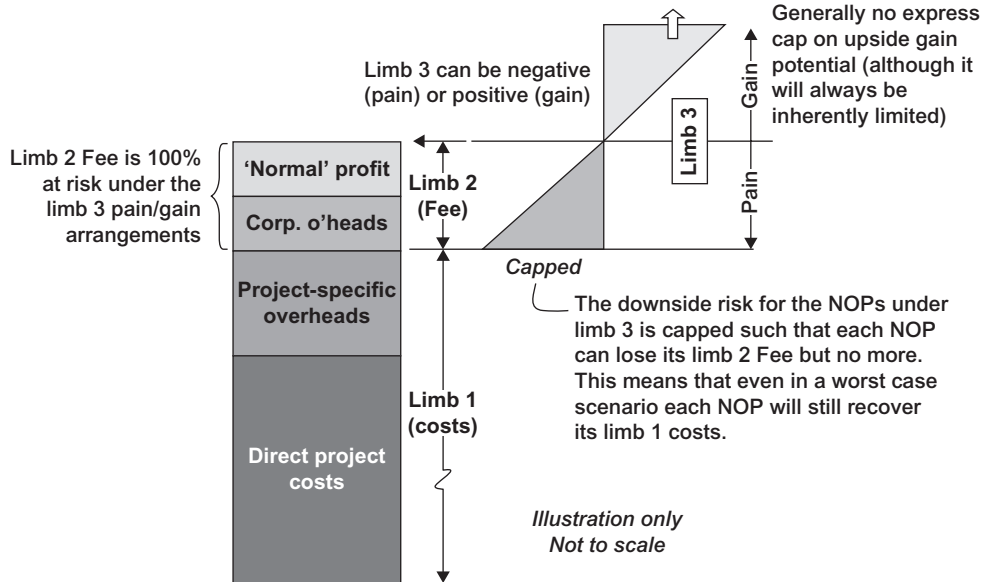 Generally no express
cap on upside gain
potential (although it
will always be
inherently limited)
Limb 3 can be negative
(pain) or positive (gain)
Gain
Limb 3
Pain
Limb 2 Fee is 100%
at risk under the
limb 3 pain/gain
arrangements
'Normal' profit
Corp. o'heads
Limb 2
(Fee)
Capped
Project-specific
overheads
The downside risk for the NOPs under
limb 3 is capped such that each NOP
can lose its limb 2 Fee but no more.
This means that even in a worst case
scenario each NOP will still recover
its limb 1 costs.
Limb 1
(costs)
Direct project
costs
Illustration only
Not to scale